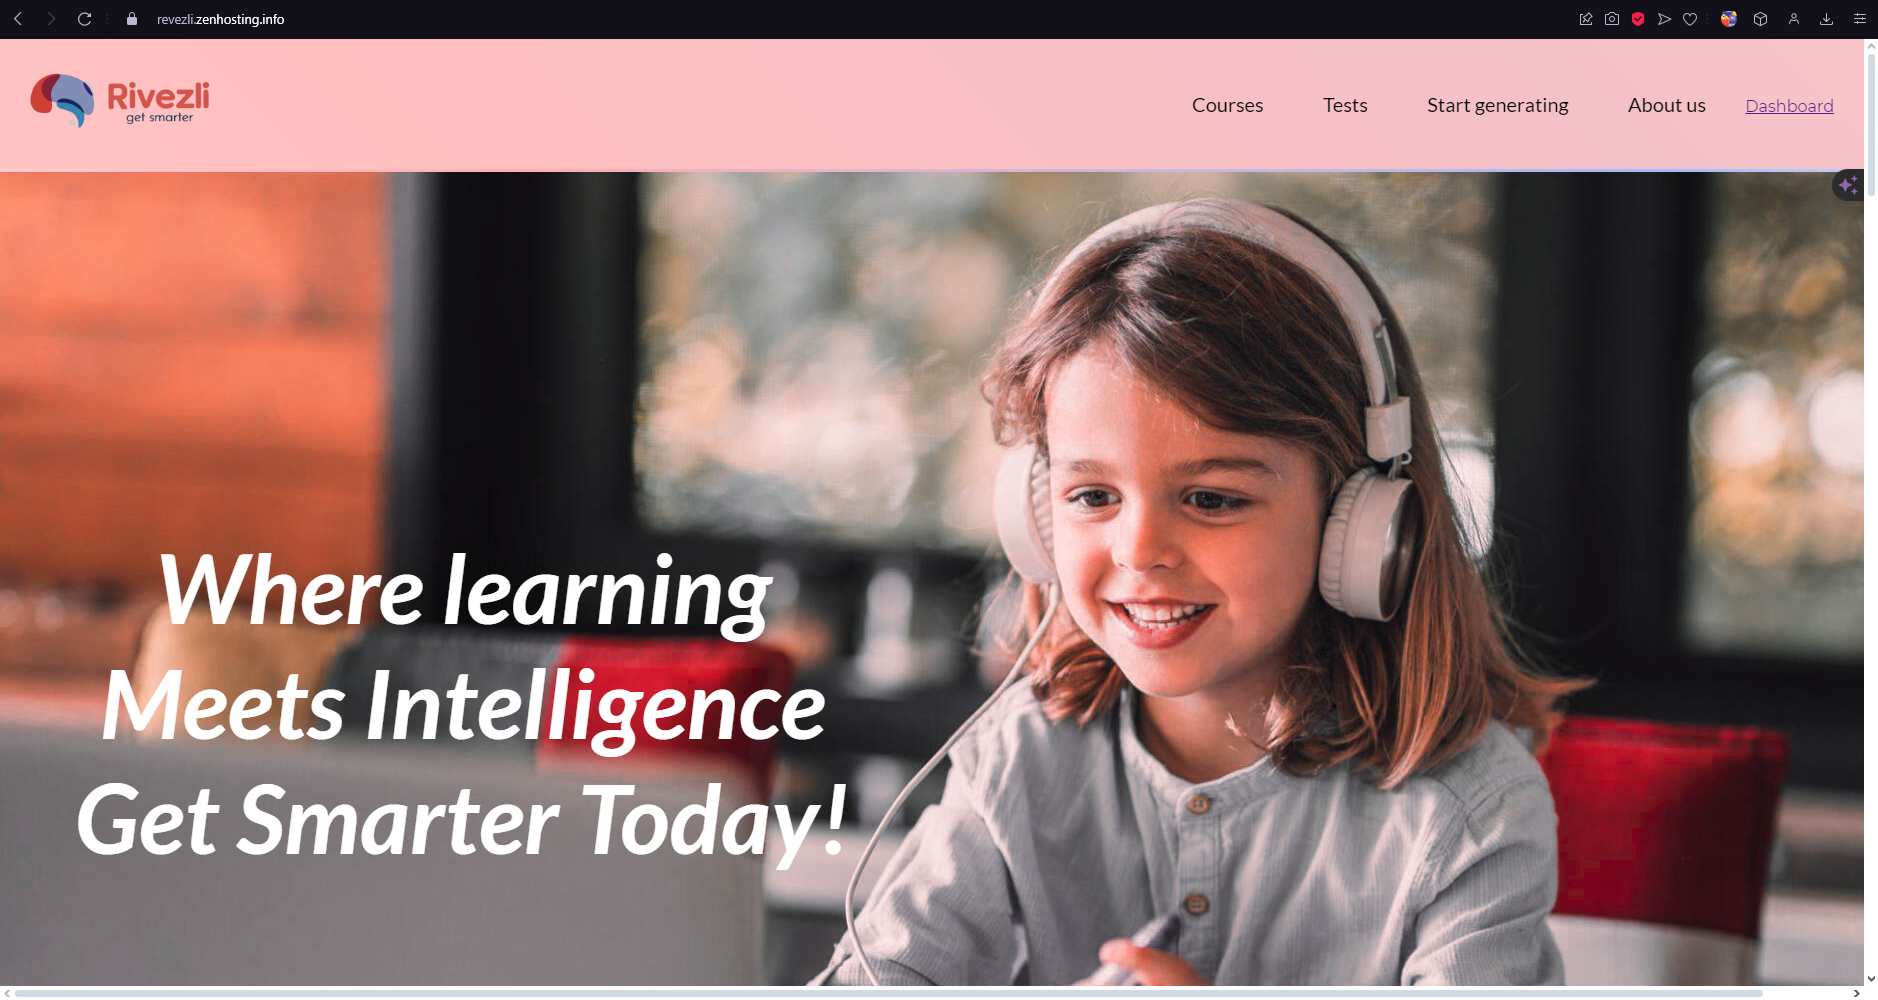 revezli.zenhosting.info
Rivezli
get smarter
Courses
Tests
Start generating
About us
Dashboard
Where learning
Meets Intelligence
Get Smarter Today!